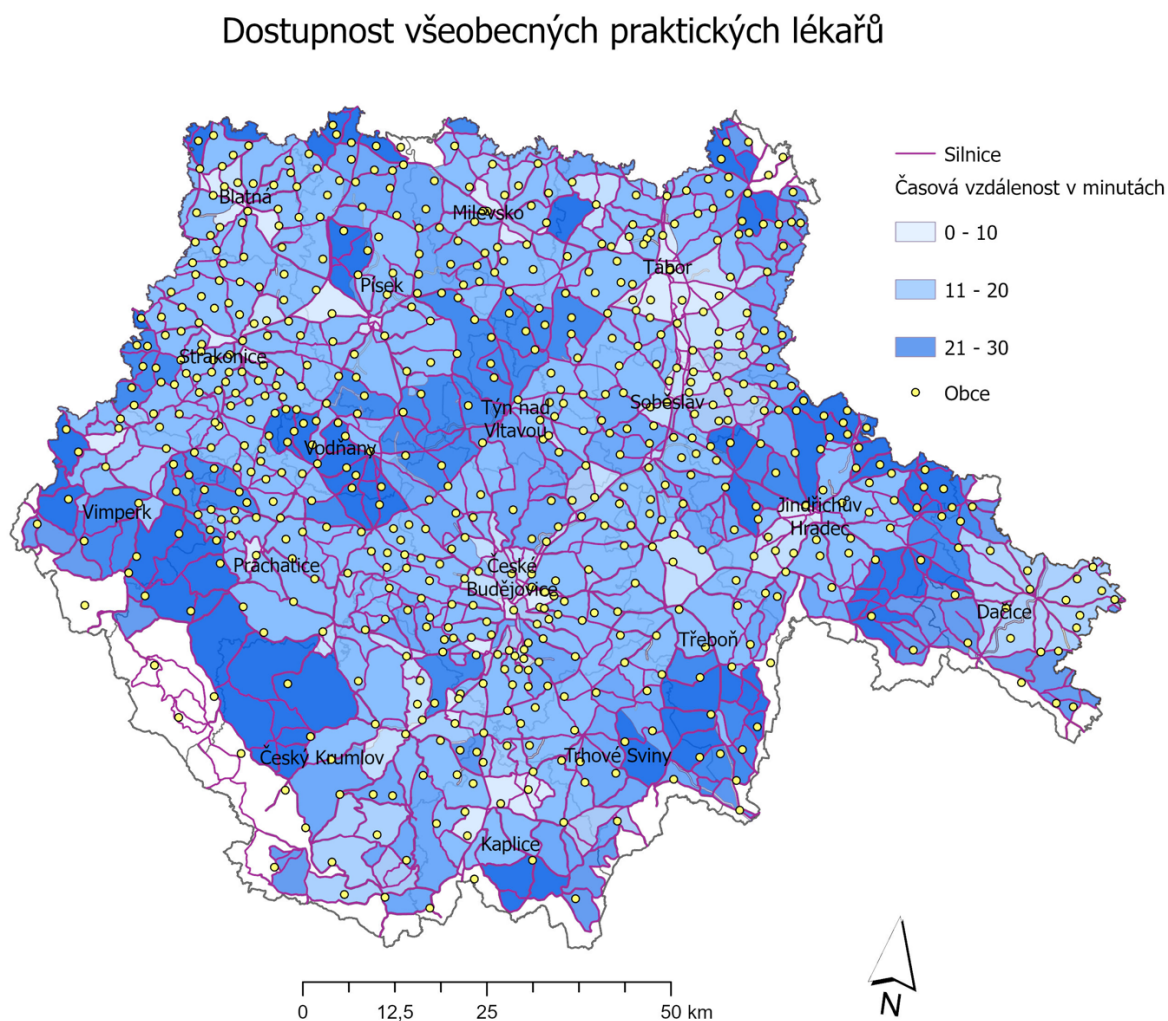 Dostupnost všeobecných praktických lékařů
Silnice
Časová vzdálenost v minutách
0 - 10
11 - 20
21 - 30
Obce
Blatná
Milevsko
Tábor
Písek
Strakonice
Týn nad
Vltavou
Soběslav
Vodňany
Vimperk
Jindřichův
Hradec
Prachatice
České
Budějovice
Dačice
Třeboň
Český Krumlov
Trhové Sviny
Kaplice
N
0 12,5 25 50 km